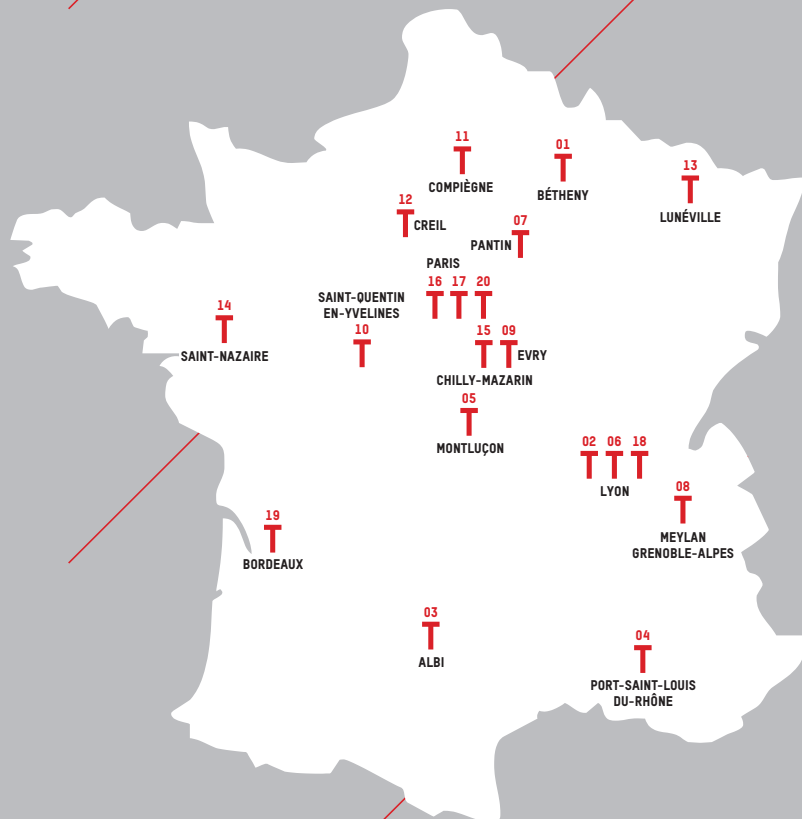 11
COMPIÈGNE
01
BÉTHENY
13
LUNÉVILLE
12
CREIL
07
PANTIN
PARIS
16 17 20
SAINT-QUENTIN
EN-YVELINES
10
14
SAINT-NAZAIRE
15 09
EVRY
CHILLY-MAZARIN
05
MONTLUÇON
02 06 18
LYON
08
MEYLAN
GRENOBLE-ALPES
19
BORDEAUX
03
ALBI
04
PORT-SAINT-LOUIS
DU-RHÔNE